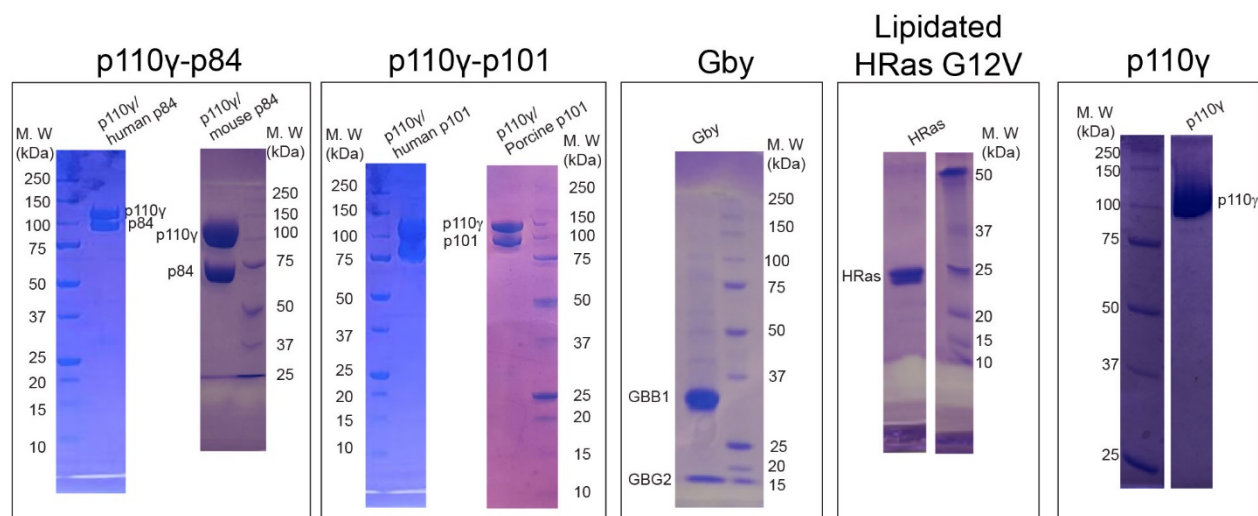 p110γ-p84
p110γ/
human p84
p110γ/
mouse p84
M. W
(kDa)
250
150
100
75
50
37
25
20
15
10
p110γ
p84
p110γ
p84
M. W
(kDa)
250
150
100
75
50
37
25
p110γ-p101
p110γ/
human p101
p110γ/
Porcine p101
M. W
(kDa)
250
150
100
75
50
37
25
20
15
10
p110γ
p101
M. W
(kDa)
250
150
100
75
50
37
25
20
15
10
Gby
Gby
M. W
(kDa)
250
150
100
75
50
37
25
20
15
GBB1
GBG2
Lipidated
HRas G12V
HRas
M. W
(kDa)
50
37
25
20
15
10
HRas
p110γ
p110γ
M. W
(kDa)
250
150
100
75
50
37
25
p110γ